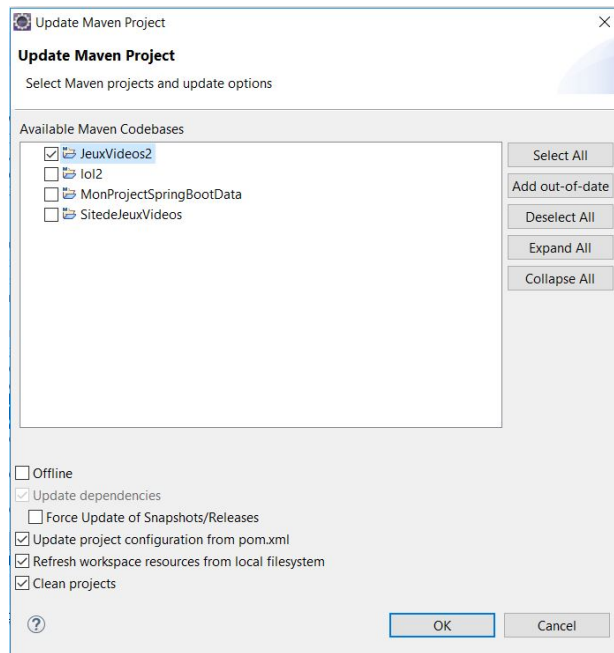 Update Maven Project
Update Maven Project
Select Maven projects and update options
Available Maven Codebases
JeuxVideos2
lol2
MonProjectSpringBootData
SitedeJeuxVideos
Select All
Add out-of-date
Deselect All
Expand All
Collapse All
Offline
Update dependencies
Force Update of Snapshots/Releases
Update project configuration from pom.xml
Refresh workspace resources from local filesystem
Clean projects
OK
Cancel